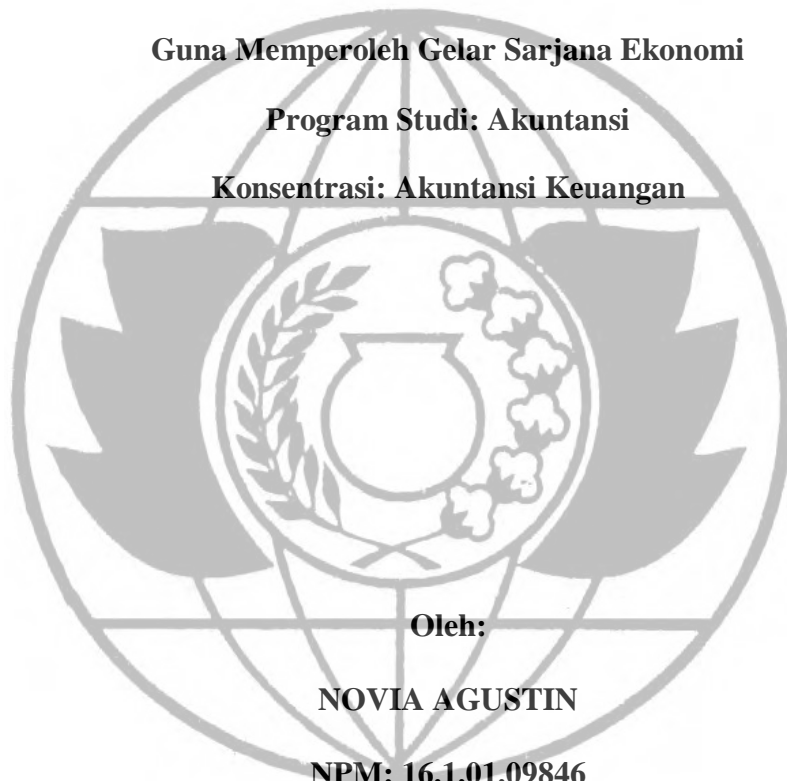 Guna Memperoleh Gelar Sarjana Ekonomi
Program Studi: Akuntansi
Konsentrasi: Akuntansi Keuangan
Oleh:
NOVIA AGUSTIN
NPM: 16.1.01.09846